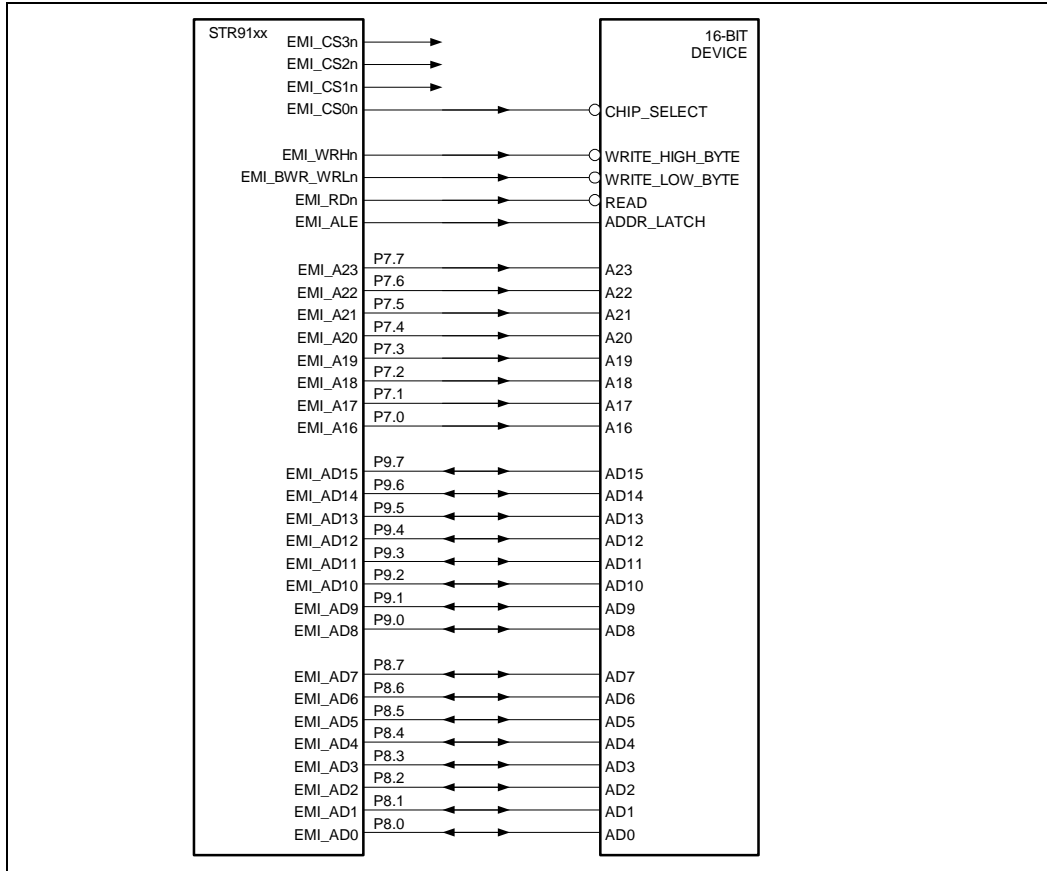 STR91xx 16-BIT
DEVICE
EMI_CS3n
EMI_CS2n
EMI_CS1n
EMI_CS0n CHIP_SELECT
EMI_WRHn WRITE_HIGH_BYTE
EMI_BWR_WRLn WRITE_LOW_BYTE
EMI_RDn READ
EMI_ALE ADDR_LATCH
EMI_A23 P7.7 A23
EMI_A22 P7.6 A22
EMI_A21 P7.5 A21
EMI_A20 P7.4 A20
EMI_A19 P7.3 A19
EMI_A18 P7.2 A18
EMI_A17 P7.1 A17
EMI_A16 P7.0 A16
EMI_AD15 P9.7 AD15
EMI_AD14 P9.6 AD14
EMI_AD13 P9.5 AD13
EMI_AD12 P9.4 AD12
EMI_AD11 P9.3 AD11
EMI_AD10 P9.2 AD10
EMI_AD9 P9.1 AD9
EMI_AD8 P9.0 AD8
EMI_AD7 P8.7 AD7
EMI_AD6 P8.6 AD6
EMI_AD5 P8.5 AD5
EMI_AD4 P8.4 AD4
EMI_AD3 P8.3 AD3
EMI_AD2 P8.2 AD2
EMI_AD1 P8.1 AD1
EMI_AD0 P8.0 AD0